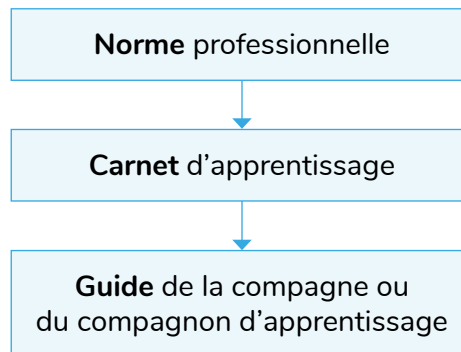 Norme professionnelle
Carnet d’apprentissage
Guide de la compagne ou
du compagnon d’apprentissage